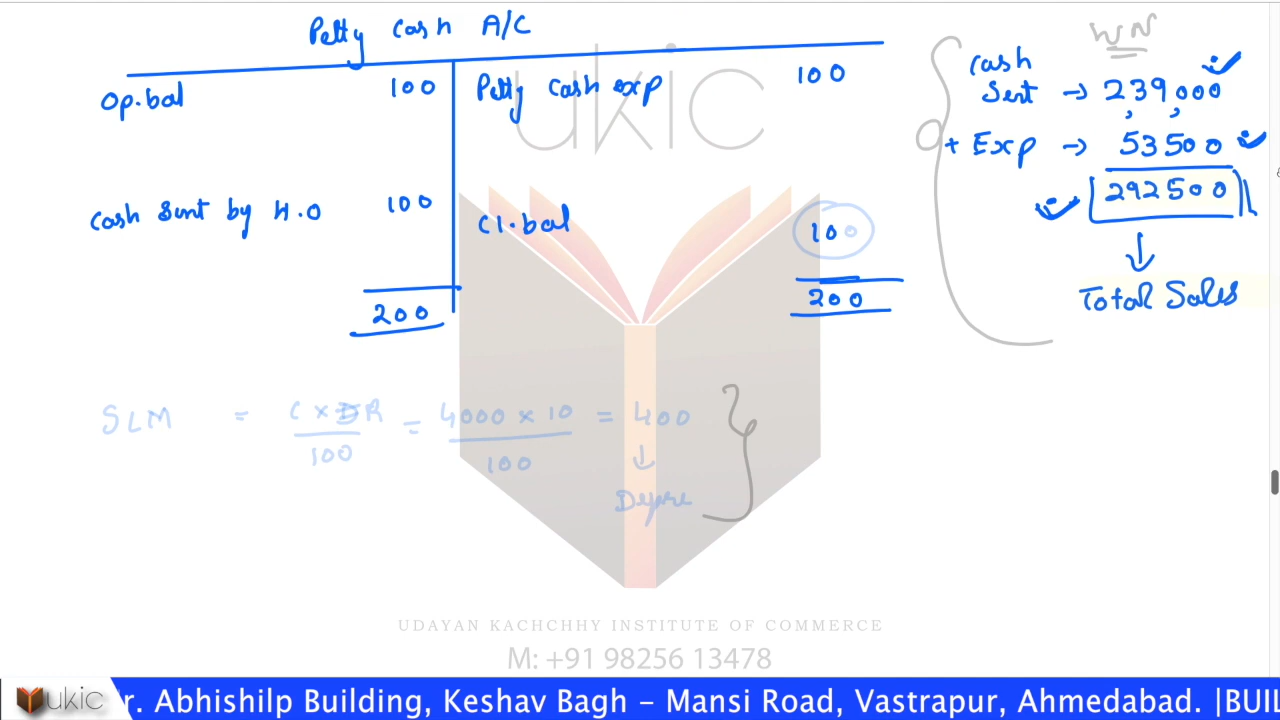 Petty cash A/C
Op.bal 100 Petty cash exp 100
Cash sent by H.O 100 Cl.bal 100
200 200
WN
Cash
Sent → 239,000
+ Exp → 53500
292500
↓
Total Sales
SLM = C x R = 4000 x 10 = 400
100 100 ↓
Depre
ukic
UDAYAN KACHCHHY INSTITUTE OF COMMERCE
M: +91 98256 13478
ukic r. Abhishilp Building, Keshav Bagh - Mansi Road, Vastrapur, Ahmedabad. |BUIL